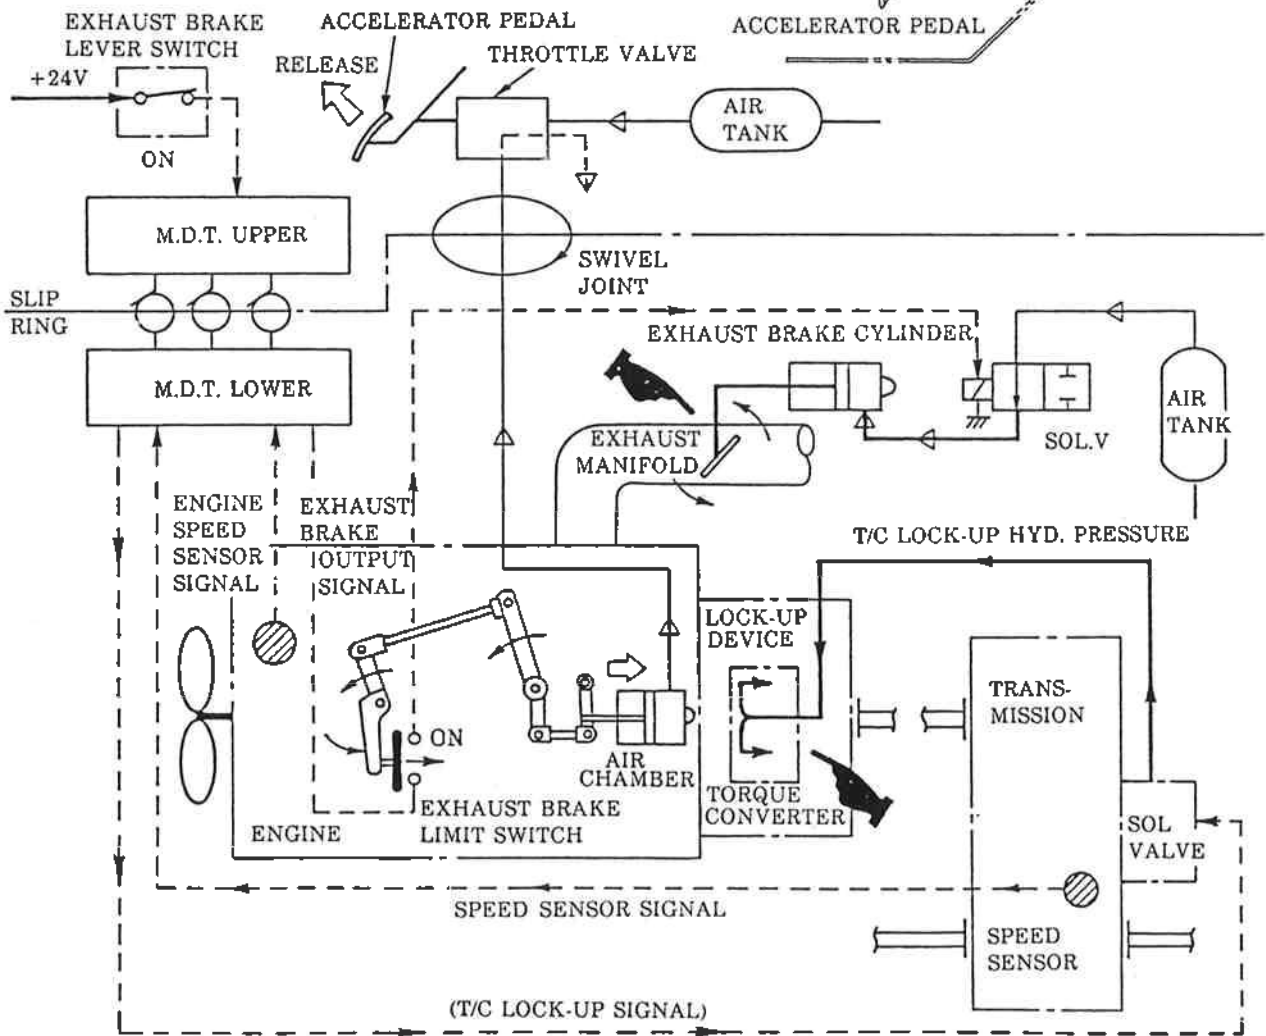 EXHAUST BRAKE
LEVER SWITCH
+24V
ON
ACCELERATOR PEDAL
RELEASE
THROTTLE VALVE
ACCELERATOR PEDAL
AIR
TANK
M.D.T. UPPER
SWIVEL
JOINT
SLIP
RING
M.D.T. LOWER
EXHAUST BRAKE CYLINDER
EXHAUST
MANIFOLD
SOL.V
AIR
TANK
ENGINE
SPEED
SENSOR
SIGNAL
EXHAUST
BRAKE
OUTPUT
SIGNAL
T/C LOCK-UP HYD. PRESSURE
LOCK-UP
DEVICE
TRANS-
MISSION
ON
AIR
CHAMBER
TORQUE
CONVERTER
EXHAUST BRAKE
LIMIT SWITCH
ENGINE
SOL
VALVE
SPEED SENSOR SIGNAL
SPEED
SENSOR
(T/C LOCK-UP SIGNAL)